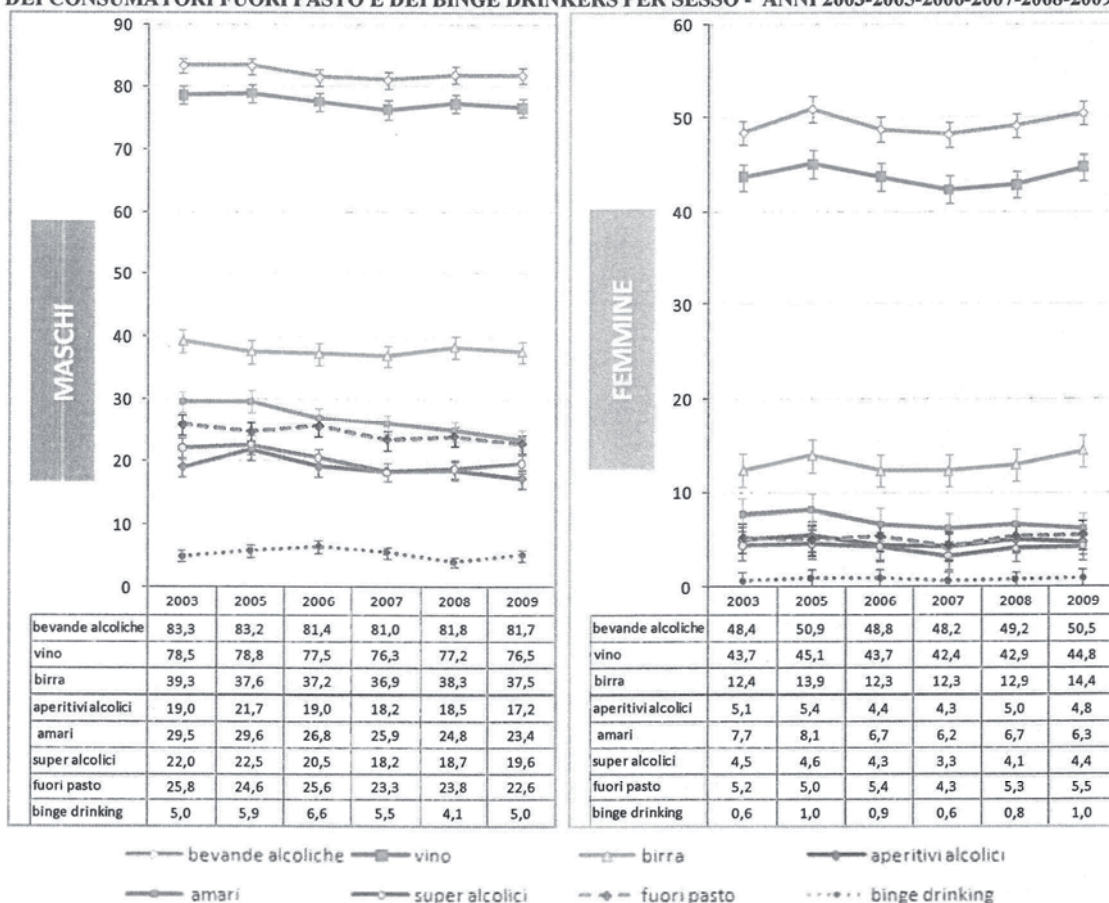 DEI CONSUMATORI FUORI PASTO E DEI BINGE DRINKERS PER SESSO - ANNI 2003-2005-2006-2007-2008-2009
90
80
70
60
50
40
30
20
10
0
MASCHI
2003 2005 2006 2007 2008 2009
bevande alcoliche 83,3 83,2 81,4 81,0 81,8 81,7
vino 78,5 78,8 77,5 76,3 77,2 76,5
birra 39,3 37,6 37,2 36,9 38,3 37,5
aperitivi alcolici 19,0 21,7 19,0 18,2 18,5 17,2
amari 29,5 29,6 26,8 25,9 24,8 23,4
super alcolici 22,0 22,5 20,5 18,2 18,7 19,6
fuori pasto 25,8 24,6 25,6 23,3 23,8 22,6
binge drinking 5,0 5,9 6,6 5,5 4,1 5,0
60
50
40
30
20
10
0
FEMMINE
2003 2005 2006 2007 2008 2009
bevande alcoliche 48,4 50,9 48,8 48,2 49,2 50,5
vino 43,7 45,1 43,7 42,4 42,9 44,8
birra 12,4 13,9 12,3 12,3 12,9 14,4
aperitivi alcolici 5,1 5,4 4,4 4,3 5,0 4,8
amari 7,7 8,1 6,7 6,2 6,7 6,3
super alcolici 4,5 4,6 4,3 3,3 4,1 4,4
fuori pasto 5,2 5,0 5,4 4,3 5,3 5,5
binge drinking 0,6 1,0 0,9 0,6 0,8 1,0
bevande alcoliche vino birra aperitivi alcolici
amari super alcolici fuori pasto binge drinking